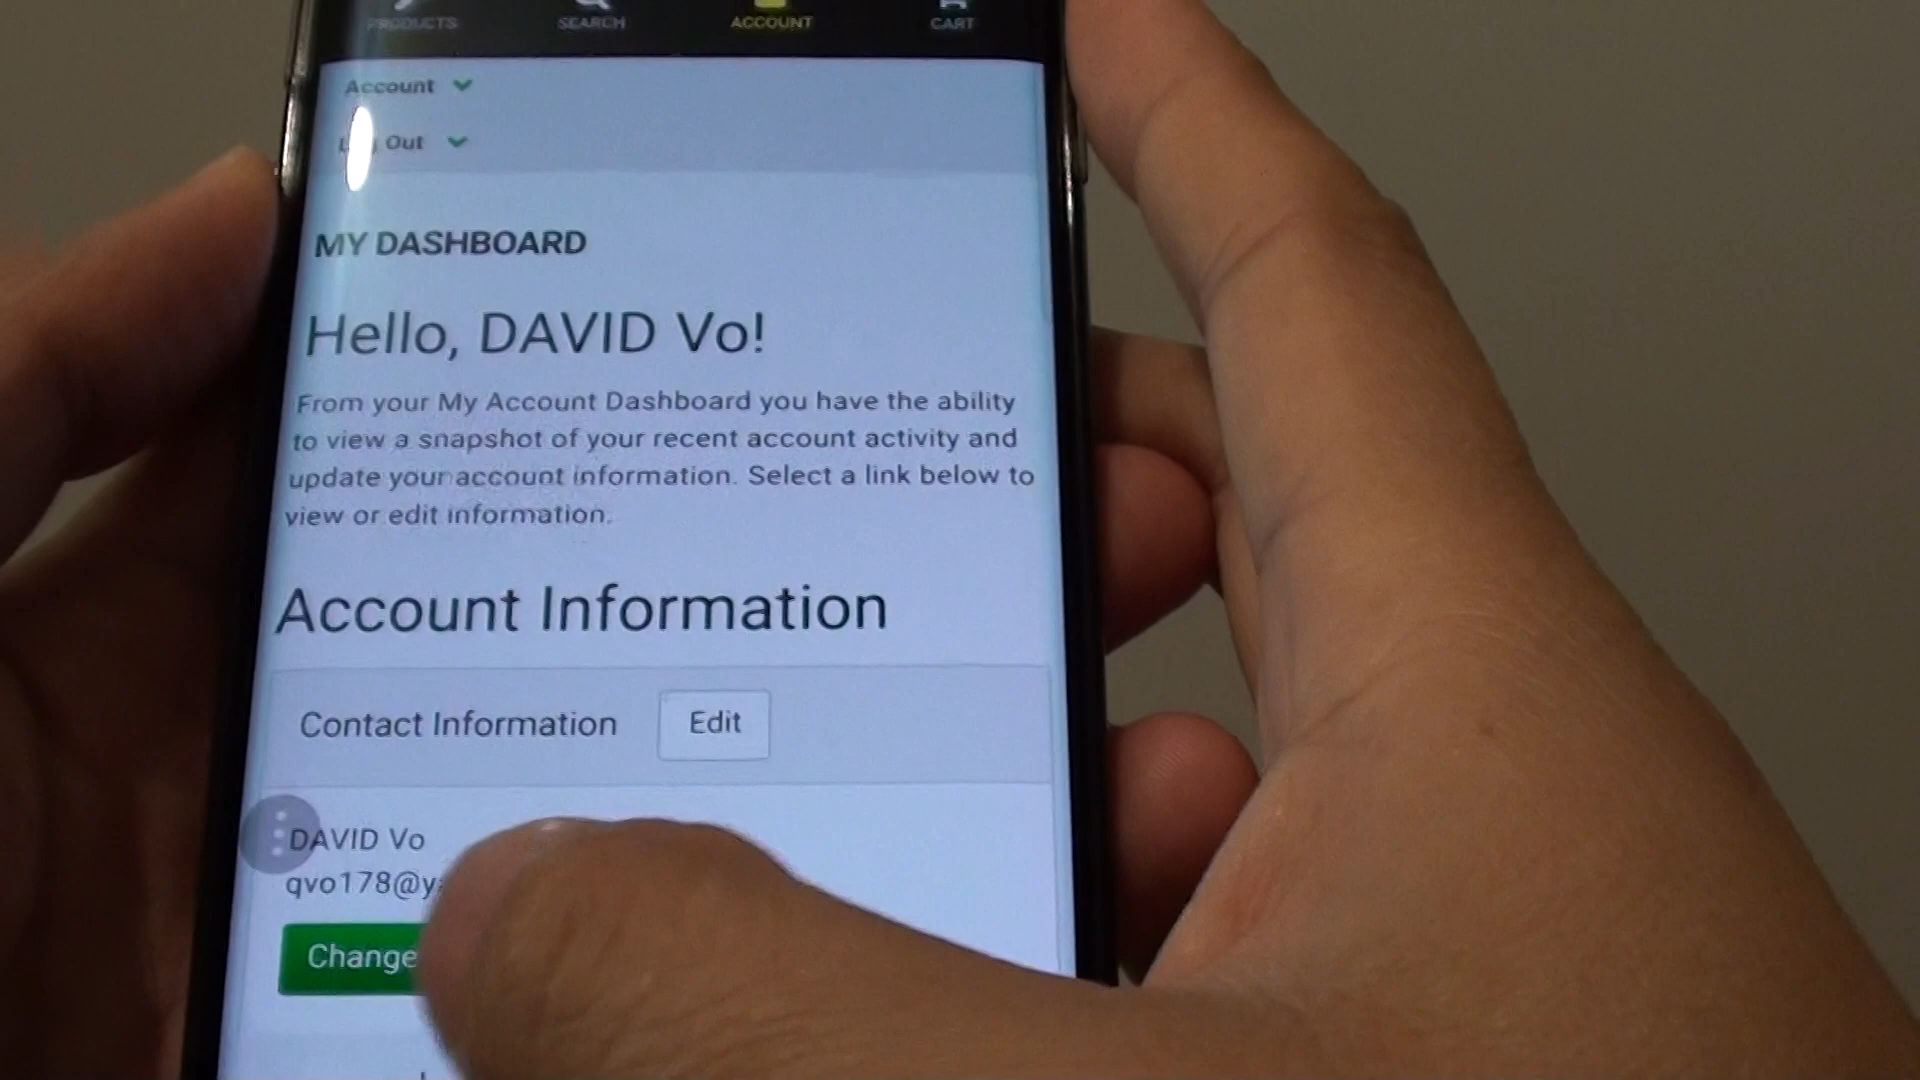 PRODUCTS SEARCH ACCOUNT CART
Account
Out
MY DASHBOARD
Hello, DAVID Vo!
From your My Account Dashboard you have the ability
to view a snapshot of your recent account activity and
update your account information. Select a link below to
view or edit information.
Account Information
Contact Information Edit
DAVID Vo
qvo178@y
Change